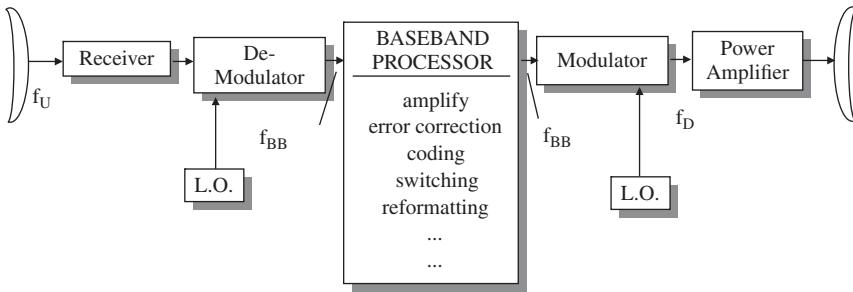 f_U
Receiver
De-
Modulator
L.O.
f_BB
BASEBAND
PROCESSOR
amplify
error correction
coding
switching
reformatting
...
...
f_BB
Modulator
L.O.
f_D
Power
Amplifier